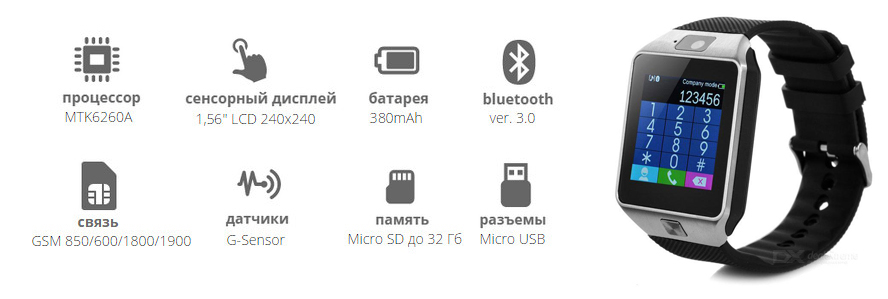 процессор
MTK6260A
сенсорный дисплей
1,56" LCD 240x240
батарея
380mAh
bluetooth
ver. 3.0
связь
GSM 850/600/1800/1900
датчики
G-Sensor
память
Micro SD до 32 Гб
разъемы
Micro USB
Company mode
123456
1 2 3
4 5 6
7 8 9
* 0 #